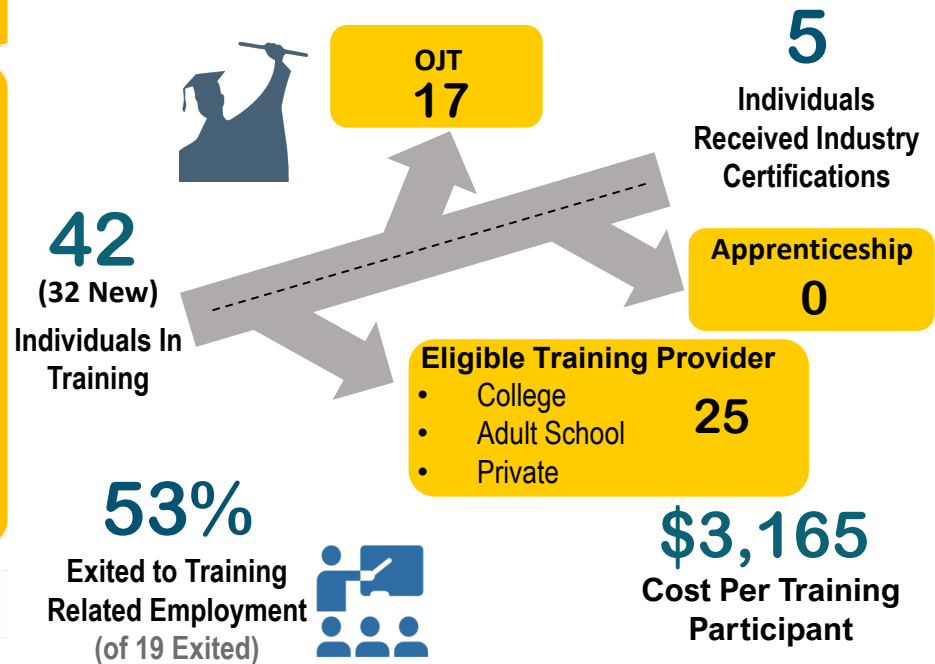 OJT
17
5
Individuals
Received Industry
Certifications
42
(32 New)
Individuals In
Training
Apprenticeship
0
Eligible Training Provider
• College
• Adult School
• Private
25
53%
Exited to Training
Related Employment
(of 19 Exited)
$3,165
Cost Per Training
Participant